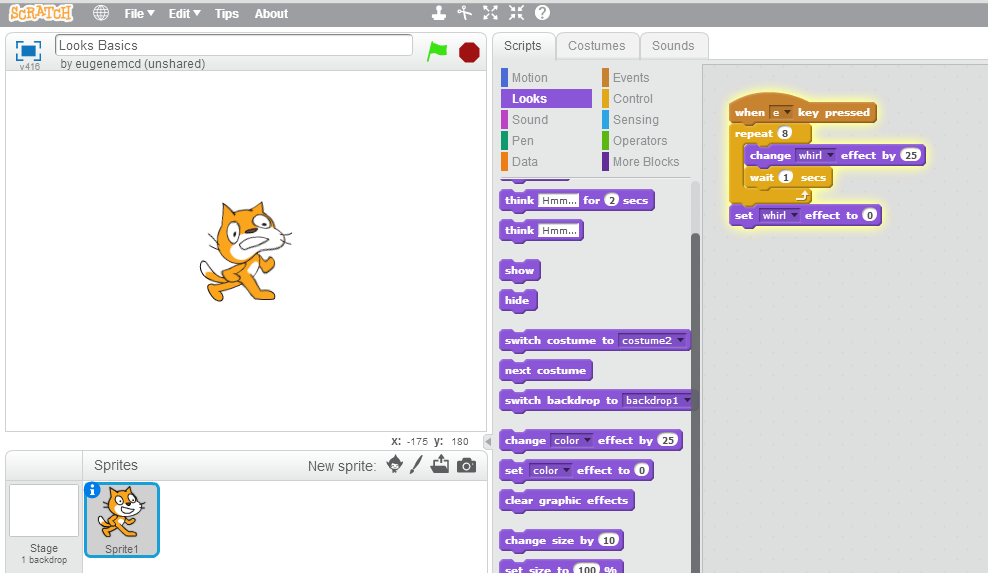 SCRATCH File Edit Tips About
v416
Looks Basics
by eugenemcd (unshared)
Scripts Costumes Sounds
Motion Events
Looks Control
Sound Sensing
Pen Operators
Data More Blocks
think Hmm... for 2 secs
think Hmm...
show
hide
switch costume to costume2
next costume
switch backdrop to backdrop1
change color effect by 25
set color effect to 0
clear graphic effects
change size by 10
set size to 100 %
when e key pressed
repeat 8
change whirl effect by 25
wait 1 secs
set whirl effect to 0
x: -175 y: 180
Sprites New sprite:
Stage
1 backdrop
Sprite1